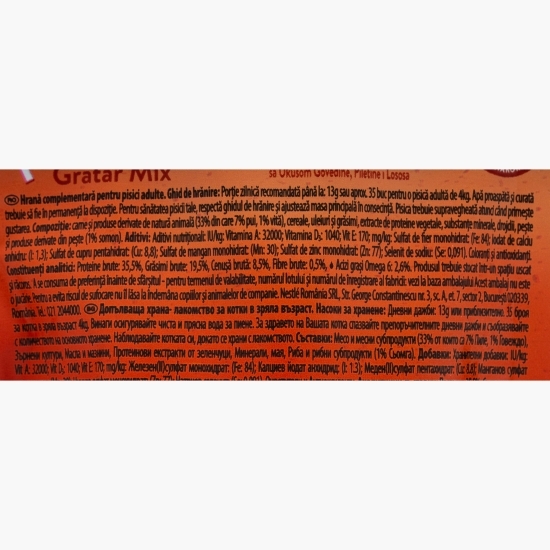 Gratar Mix
sa Okusom Govedine, Piletine i Lososa
RO Hrană complementară pentru pisici adulte. Ghid de hrănire: Porție zilnică recomandată până la: 13g sau aprox. 35 buc pentru o pisică adultă de 4kg. Apă proaspătă și curată
trebuie să fie în permanență la dispoziție. Pentru sănătatea pisicii tale, respectă ghidul de hrănire și ajustează masa principală în consecință. Pisica trebuie supravegheată atunci când primește
gustarea. Compoziție: carne și produse derivate de natură animală (33% din care 7% pui, 1% vită), cereale, uleiuri și grăsimi, extracte de proteine vegetale, substanțe minerale, drojdii, pește
și produse derivate din pește (1% somon). Aditivi: Aditivi nutriționali: IU/kg: Vitamina A: 32000; Vitamina D₃: 1040; Vit E: 170; mg/kg: Sulfat de fier monohidrat: (Fe: 84); iodat de calciu
anhidru: (I: 1,3); Sulfat de cupru pentahidrat: (Cu: 8,8); Sulfat de mangan monohidrat: (Mn: 30); Sulfat de zinc monohidrat: (Zn: 77); Selenit de sodiu: (Se: 0,091). Coloranți și antioxidanți.
Constituenți analitici: Proteine brute: 35,5%, Grăsimi brute: 19,5%, Cenușă brută: 8,5%, Fibre brute: 0,5%, • Acizi grași Omega 6: 2,6%. Produsul trebuie stocat într-un spațiu uscat
și răcoros. A se consuma de preferință înainte de sfârșitul - pentru termenul de valabilitate, numărul lotului și numărul de înregistrare al fabricii: vezi la baza ambalajului Acest ambalaj nu este
o jucărie. Pentru a evita riscul de sufocare nu îl lăsa la îndemâna copiilor și animalelor de companie. Nestlé România SRL, Str. George Constantinescu nr. 3, sc. A, et. 7, sector 2, București 020339,
România. Tel.: 021 2044000. Допълваща храна- лакомство за котки в зряла възраст. Насоки за хранене: Дневни дажби: 13g или приблизително 35 броя
за котка в зряла възраст 4kg. Винаги осигурявайте чиста и прясна вода за пиене. За здравето на Вашата котка спазвайте препоръчителните дневни дажби и съобразявайте
с количеството на основното хранене. Наблюдавайте котката си, докато се храни с лакомството. Съставки: Месо и месни субпродукти (33% от които 7% Пиле, 1% Говеждо),
Зърнени култури, Масла и мазнини, Протеинови екстракти от зеленчуци, Минерали, мая, Риба и рибни субпродукти (1% Сьомга). Добавки: Хранителни добавки: IU/kg:
Vit A: 32000; Vit D₃: 1040; Vit E: 170; mg/kg: Железен(II)сулфат монохидрат: (Fe: 84); Калциев йодат анхидрид: (I: 1.3); Меден(II)сулфат пентахидрат: (Cu: 8.8); Манганов сулфат